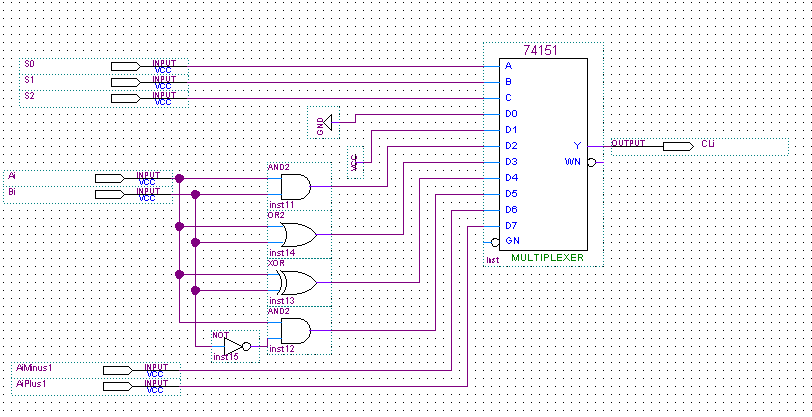 74151
S0 INPUT VCC
S1 INPUT VCC
S2 INPUT VCC
A
B
C
GND D0
D1
VCC D2
D3
D4
D5
D6
D7
GN
Y OUTPUT CLi
WN
inst MULTIPLEXER
Ai INPUT VCC
Bi INPUT VCC
AND2
inst11
OR2
inst14
XOR
inst13
AND2
inst12
NOT
inst15
AiMinus1 INPUT VCC
AiPlus1 INPUT VCC